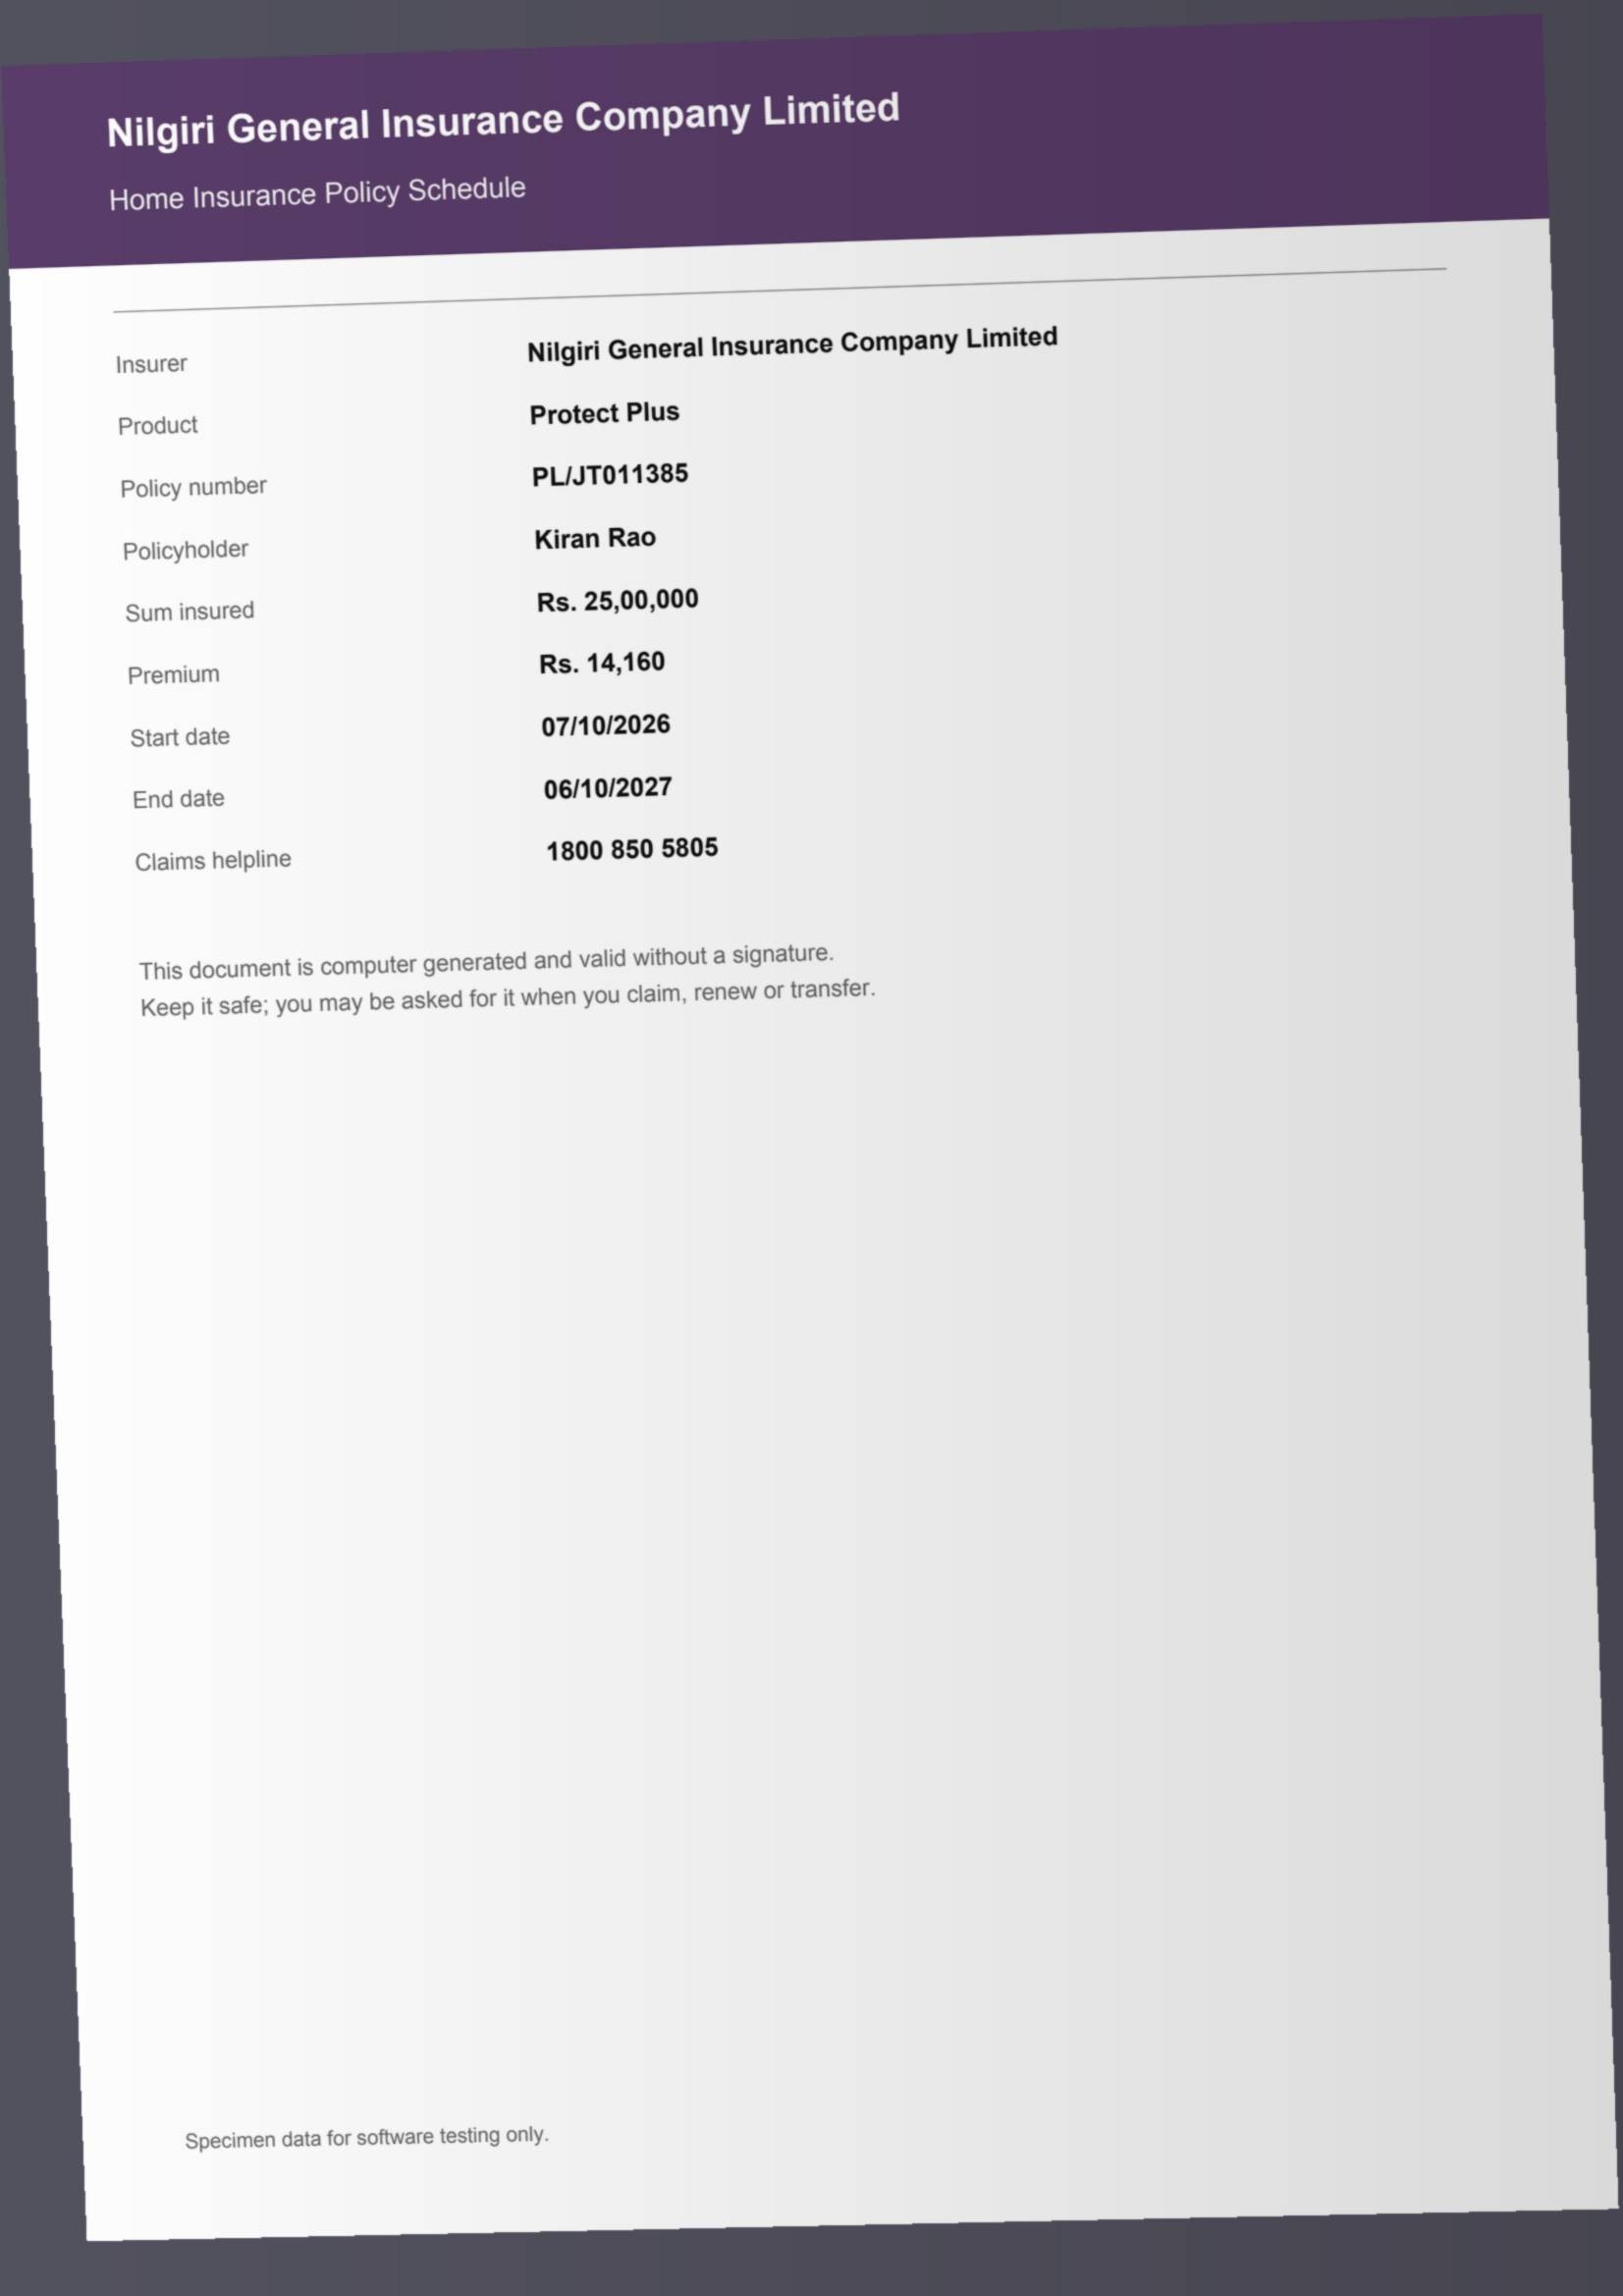 Nilgiri General Insurance Company Limited
Home Insurance Policy Schedule
Insurer Nilgiri General Insurance Company Limited
Product Protect Plus
Policy number PL/JT011385
Policyholder Kiran Rao
Sum insured Rs. 25,00,000
Premium Rs. 14,160
Start date 07/10/2026
End date 06/10/2027
Claims helpline 1800 850 5805
This document is computer generated and valid without a signature.
Keep it safe; you may be asked for it when you claim, renew or transfer.
Specimen data for software testing only.